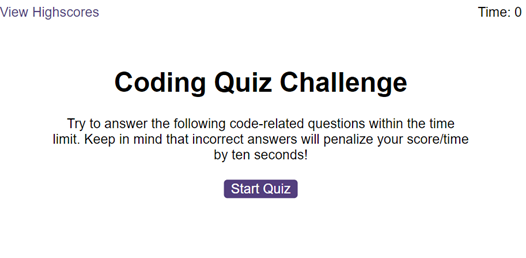 View Highscores
Time: 0
Coding Quiz Challenge
Try to answer the following code-related questions within the time
limit. Keep in mind that incorrect answers will penalize your score/time
by ten seconds!
Start Quiz